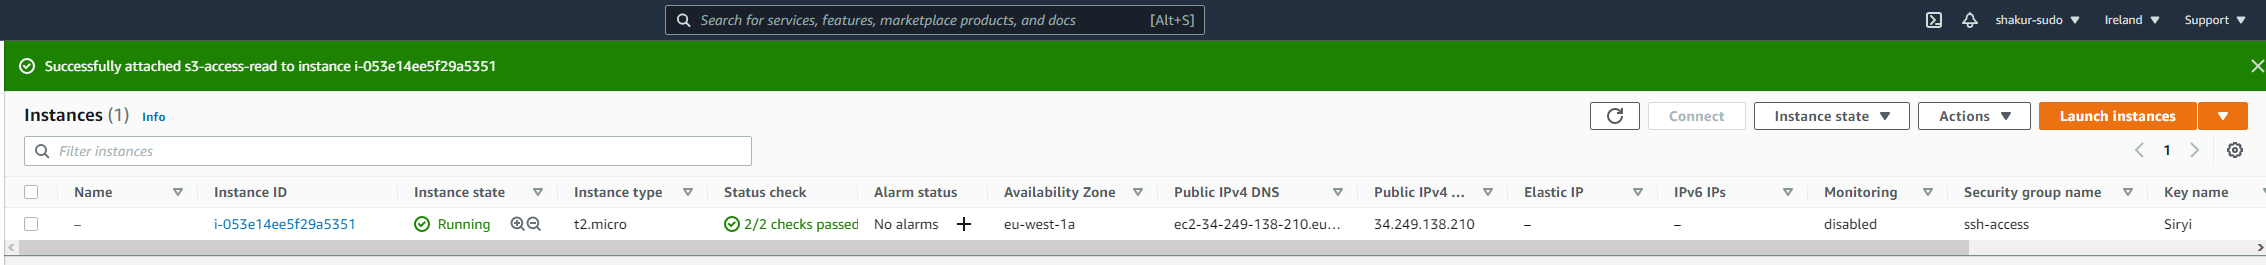 Search for services, features, marketplace products, and docs [Alt+S] shakur-sudo Ireland Support
Successfully attached s3-access-read to instance i-053e14ee5f29a5351
Instances (1) Info Connect Instance state Actions Launch instances
Filter instances 1
Name Instance ID Instance state Instance type Status check Alarm status Availability Zone Public IPv4 DNS Public IPv4 ... Elastic IP IPv6 IPs Monitoring Security group name Key name
– i-053e14ee5f29a5351 Running t2.micro 2/2 checks passed No alarms + eu-west-1a ec2-34-249-138-210.eu... 34.249.138.210 – – disabled ssh-access Siryi